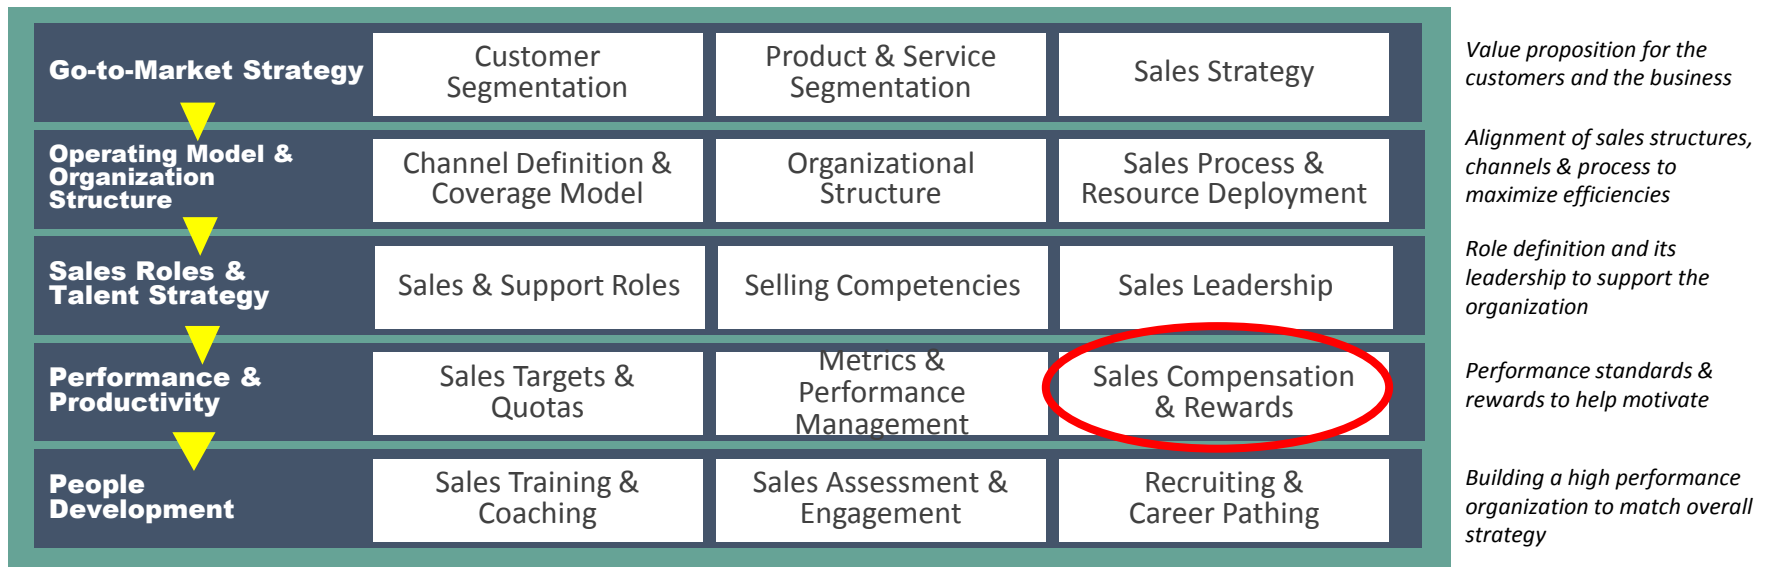 Go-to-Market Strategy
Customer
Segmentation
Product & Service
Segmentation
Sales Strategy
Value proposition for the
customers and the business
Operating Model &
Organization
Structure
Channel Definition &
Coverage Model
Organizational
Structure
Sales Process &
Resource Deployment
Alignment of sales structures,
channels & process to
maximize efficiencies
Sales Roles &
Talent Strategy
Sales & Support Roles
Selling Competencies
Sales Leadership
Role definition and its
leadership to support the
organization
Performance &
Productivity
Sales Targets &
Quotas
Metrics &
Performance
Management
Sales Compensation
& Rewards
Performance standards &
rewards to help motivate
People
Development
Sales Training &
Coaching
Sales Assessment &
Engagement
Recruiting &
Career Pathing
Building a high performance
organization to match overall
strategy